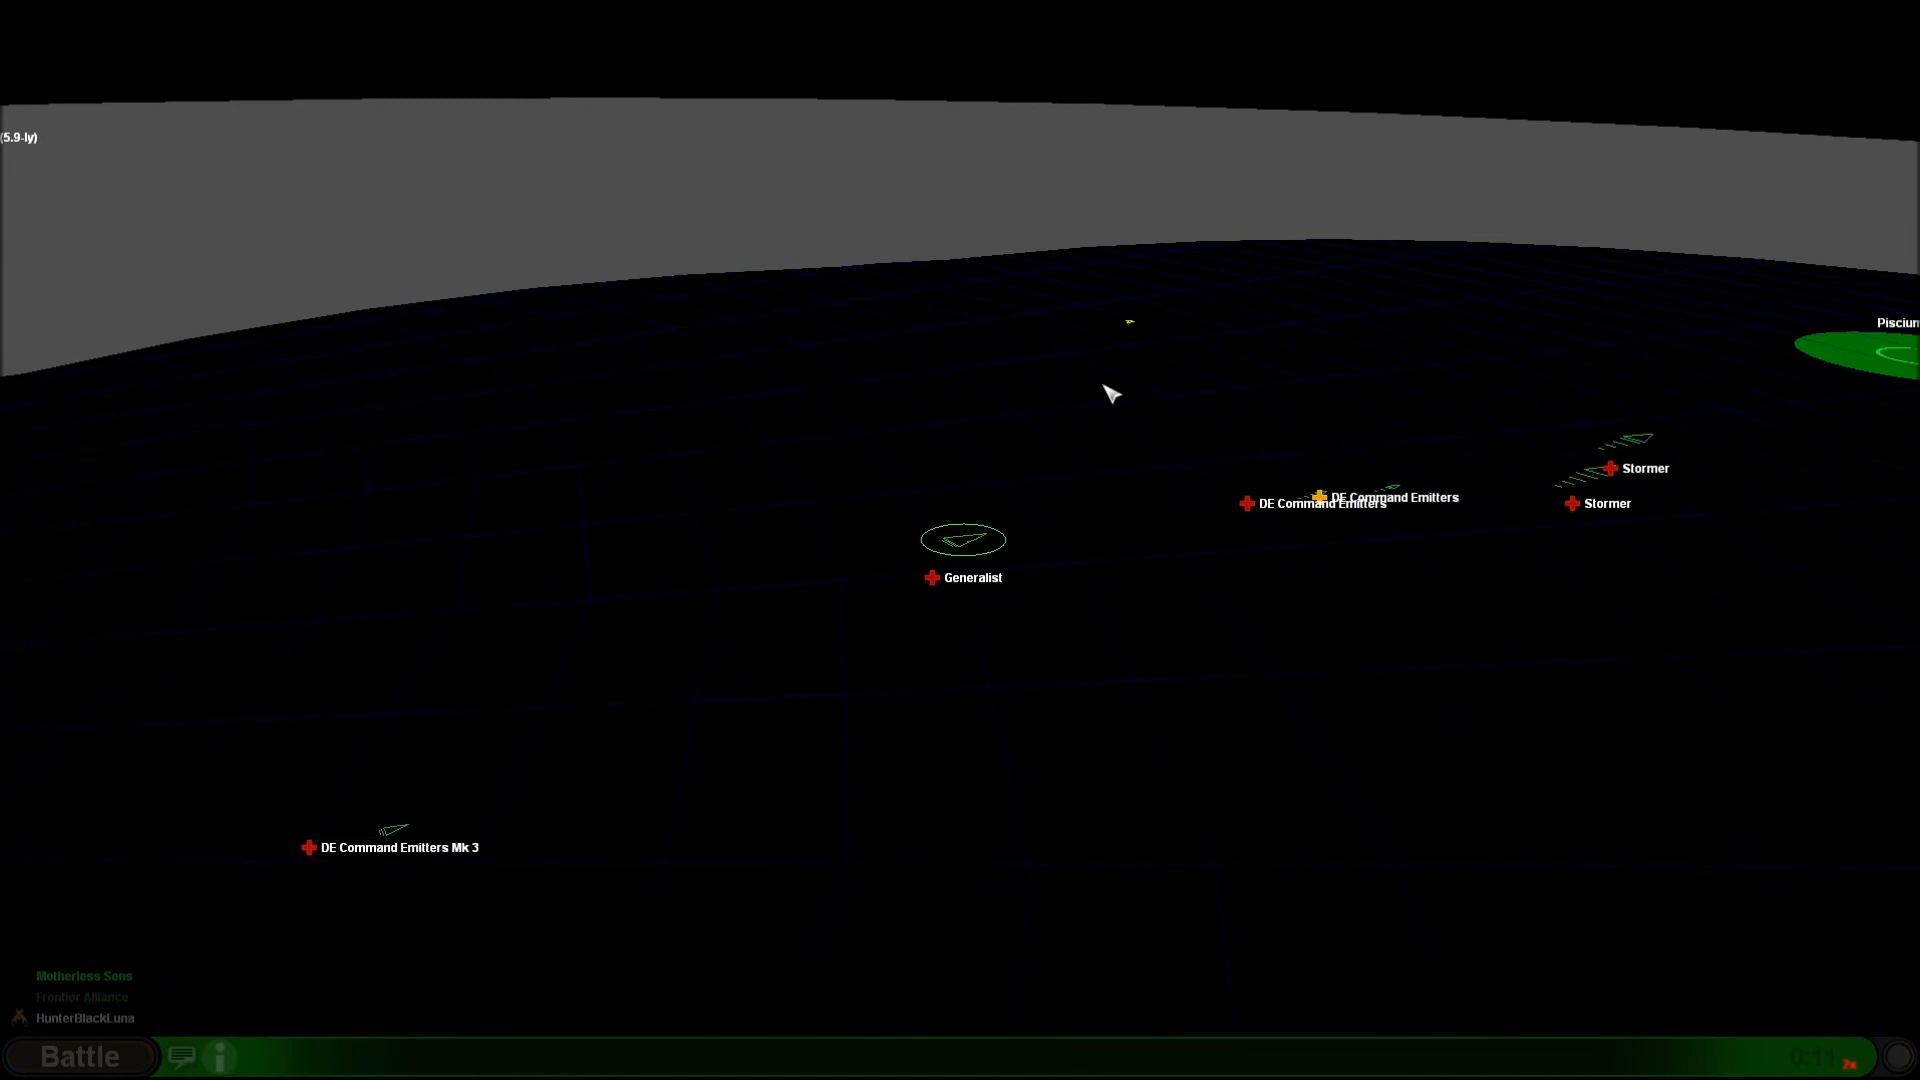 (5.9-ly)
Piscium
Stormer
DE Command Emitters
DE Command Emitters
Stormer
Generalist
DE Command Emitters Mk 3
Motherless Sons
Frontier Alliance
HunterBlackLuna
Battle
2x